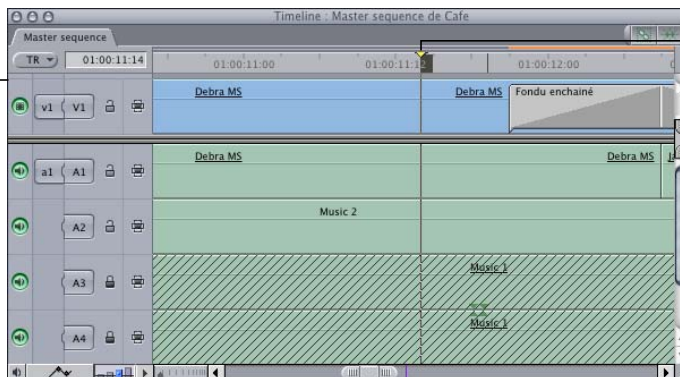 Timeline : Master sequence de Cafe
Master sequence
TR 01:00:11:14
01:00:11:00 01:00:11:12 01:00:12:00
v1 V1 Debra MS Debra MS Fondu enchaîné
a1 A1 Debra MS Debra MS
A2 Music 2
A3 Music 1
A4 Music 1